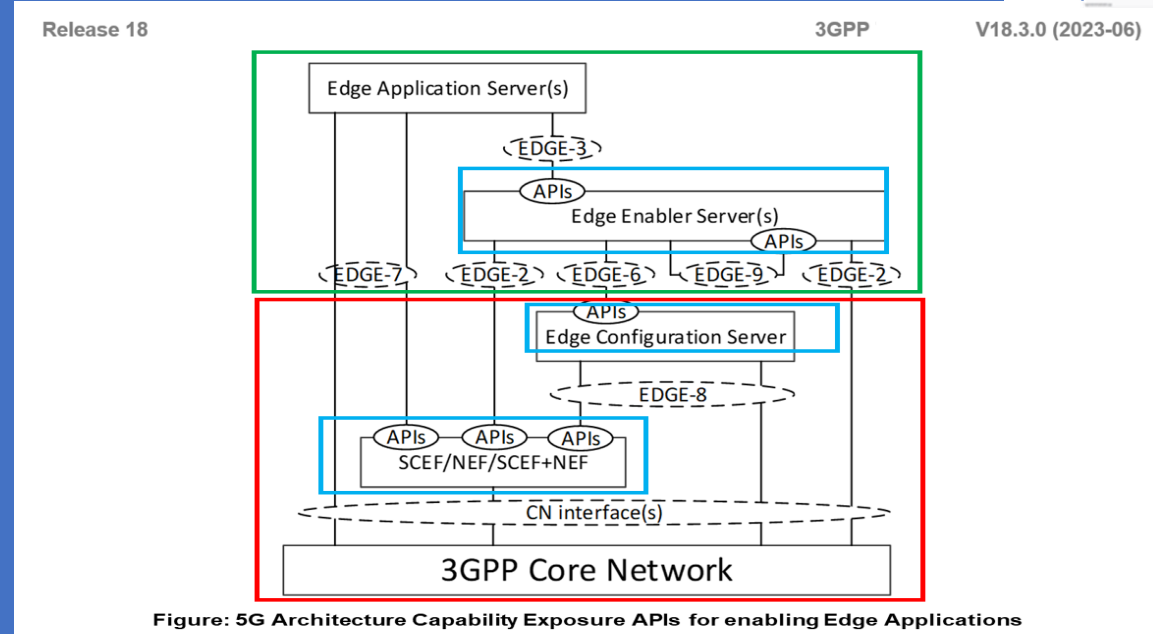 Release 18 3GPP V18.3.0 (2023-06)
Edge Application Server(s)
EDGE-3
APIs
Edge Enabler Server(s)
APIs
EDGE-7 EDGE-2 EDGE-6 EDGE-9 EDGE-2
APIs
Edge Configuration Server
EDGE-8
APIs APIs APIs
SCEF/NEF/SCEF+NEF
CN interface(s)
3GPP Core Network
Figure: 5G Architecture Capability Exposure APIs for enabling Edge Applications